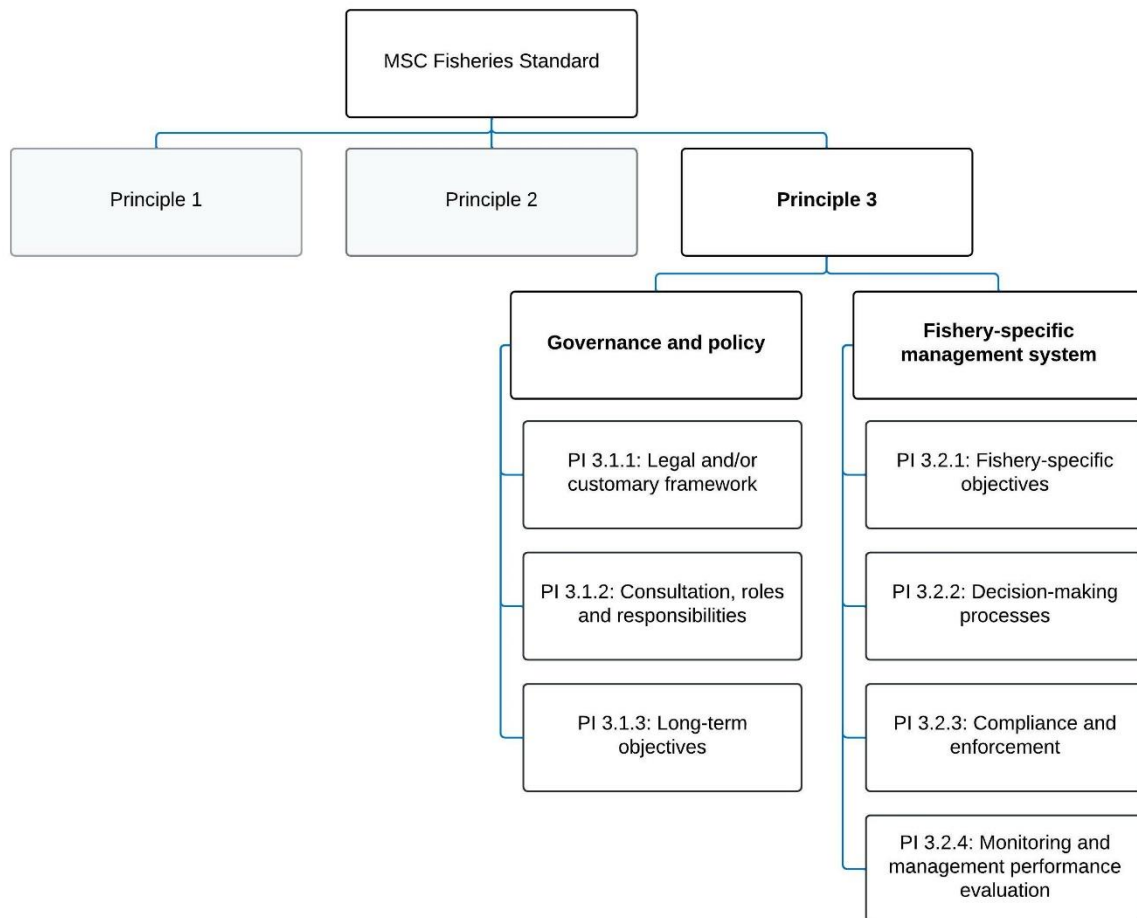 MSC Fisheries Standard
Principle 1
Principle 2
Principle 3
Governance and policy
Fishery-specific
management system
PI 3.1.1: Legal and/or
customary framework
PI 3.2.1: Fishery-specific
objectives
PI 3.1.2: Consultation, roles
and responsibilities
PI 3.2.2: Decision-making
processes
PI 3.1.3: Long-term
objectives
PI 3.2.3: Compliance and
enforcement
PI 3.2.4: Monitoring and
management performance
evaluation